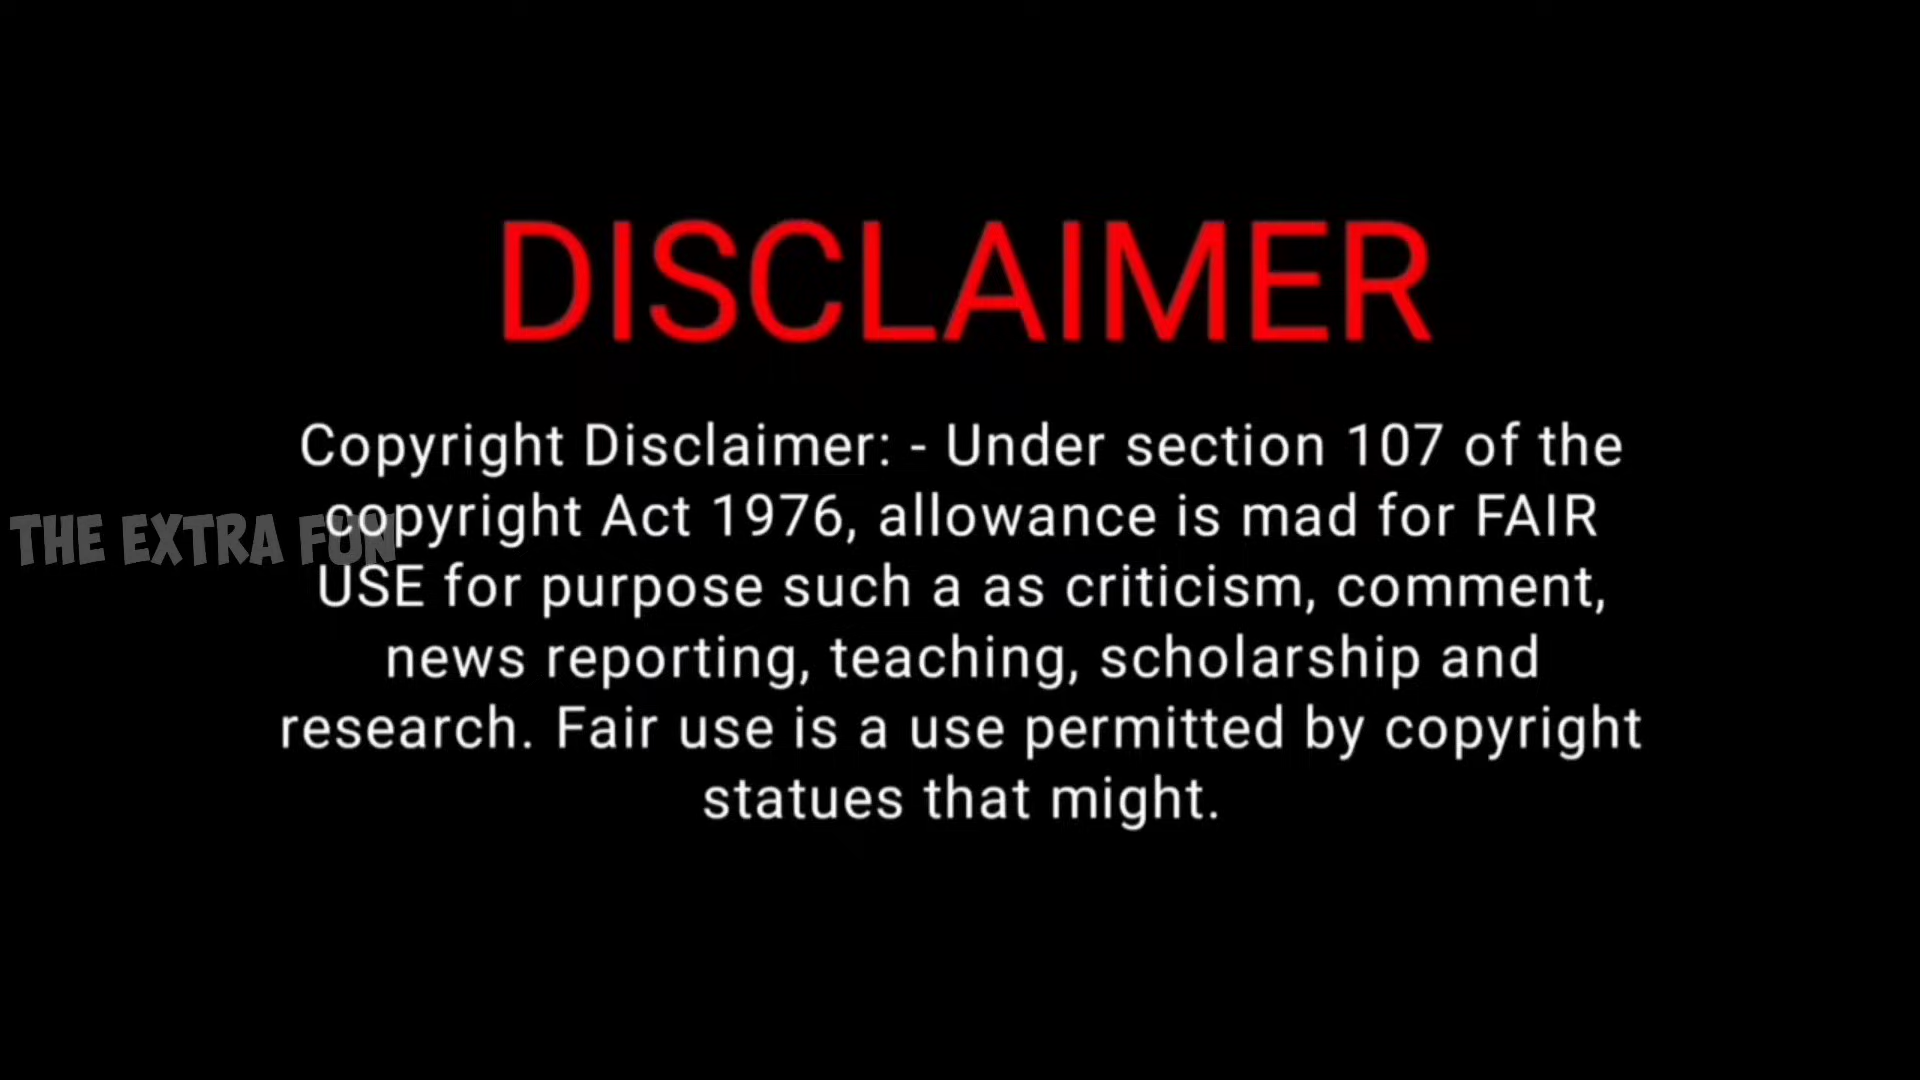 DISCLAIMER
Copyright Disclaimer: - Under section 107 of the
copyright Act 1976, allowance is mad for FAIR
THE EXTRA FUN
USE for purpose such a as criticism, comment,
news reporting, teaching, scholarship and
research. Fair use is a use permitted by copyright
statues that might.